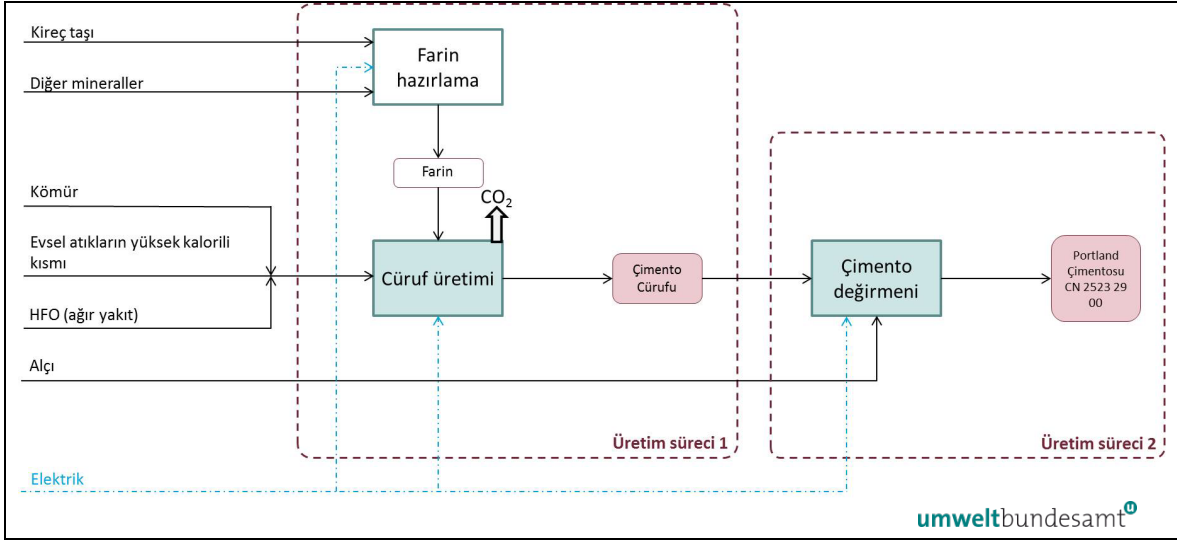 Kireç taşı
Diğer mineraller
Farin
hazırlama
Farin
Kömür
Evsel atıkların yüksek kalorili
kısmı
HFO (ağır yakıt)
Alçı
CO₂
Cüruf üretimi
Çimento
Cürufu
Üretim süreci 1
Çimento
değirmeni
Portland
Çimentosu
CN 2523 29
00
Üretim süreci 2
Elektrik
umweltbundesamt
u